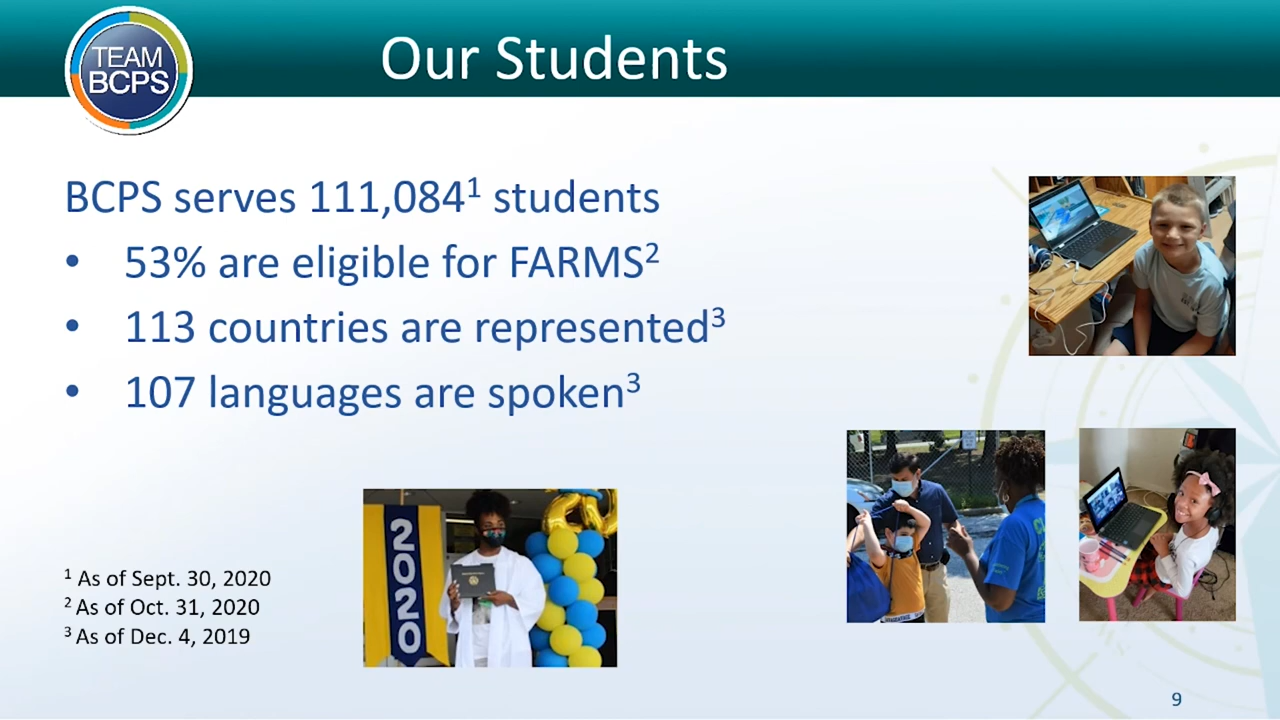 TEAM
BCPS
Our Students
BCPS serves 111,084¹ students
• 53% are eligible for FARMS²
• 113 countries are represented³
• 107 languages are spoken³
2020
¹ As of Sept. 30, 2020
² As of Oct. 31, 2020
³ As of Dec. 4, 2019
9